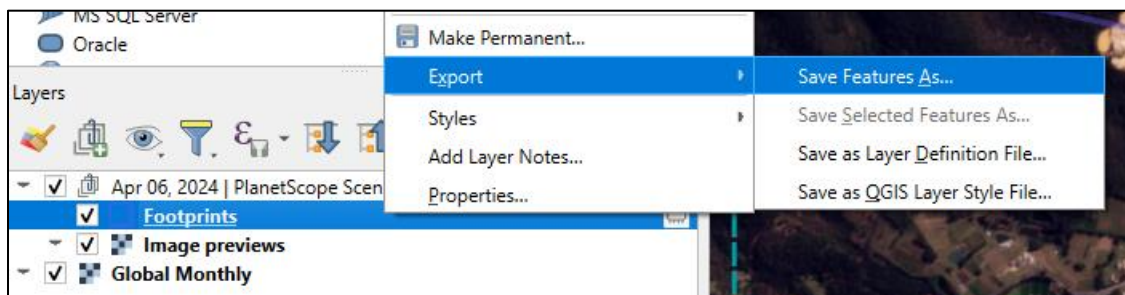 MS SQL Server
Oracle
Layers
Apr 06, 2024 | PlanetScope Scen
Footprints
Image previews
Global Monthly
Make Permanent...
Export
Styles
Add Layer Notes...
Properties...
Save Features As...
Save Selected Features As...
Save as Layer Definition File...
Save as QGIS Layer Style File...